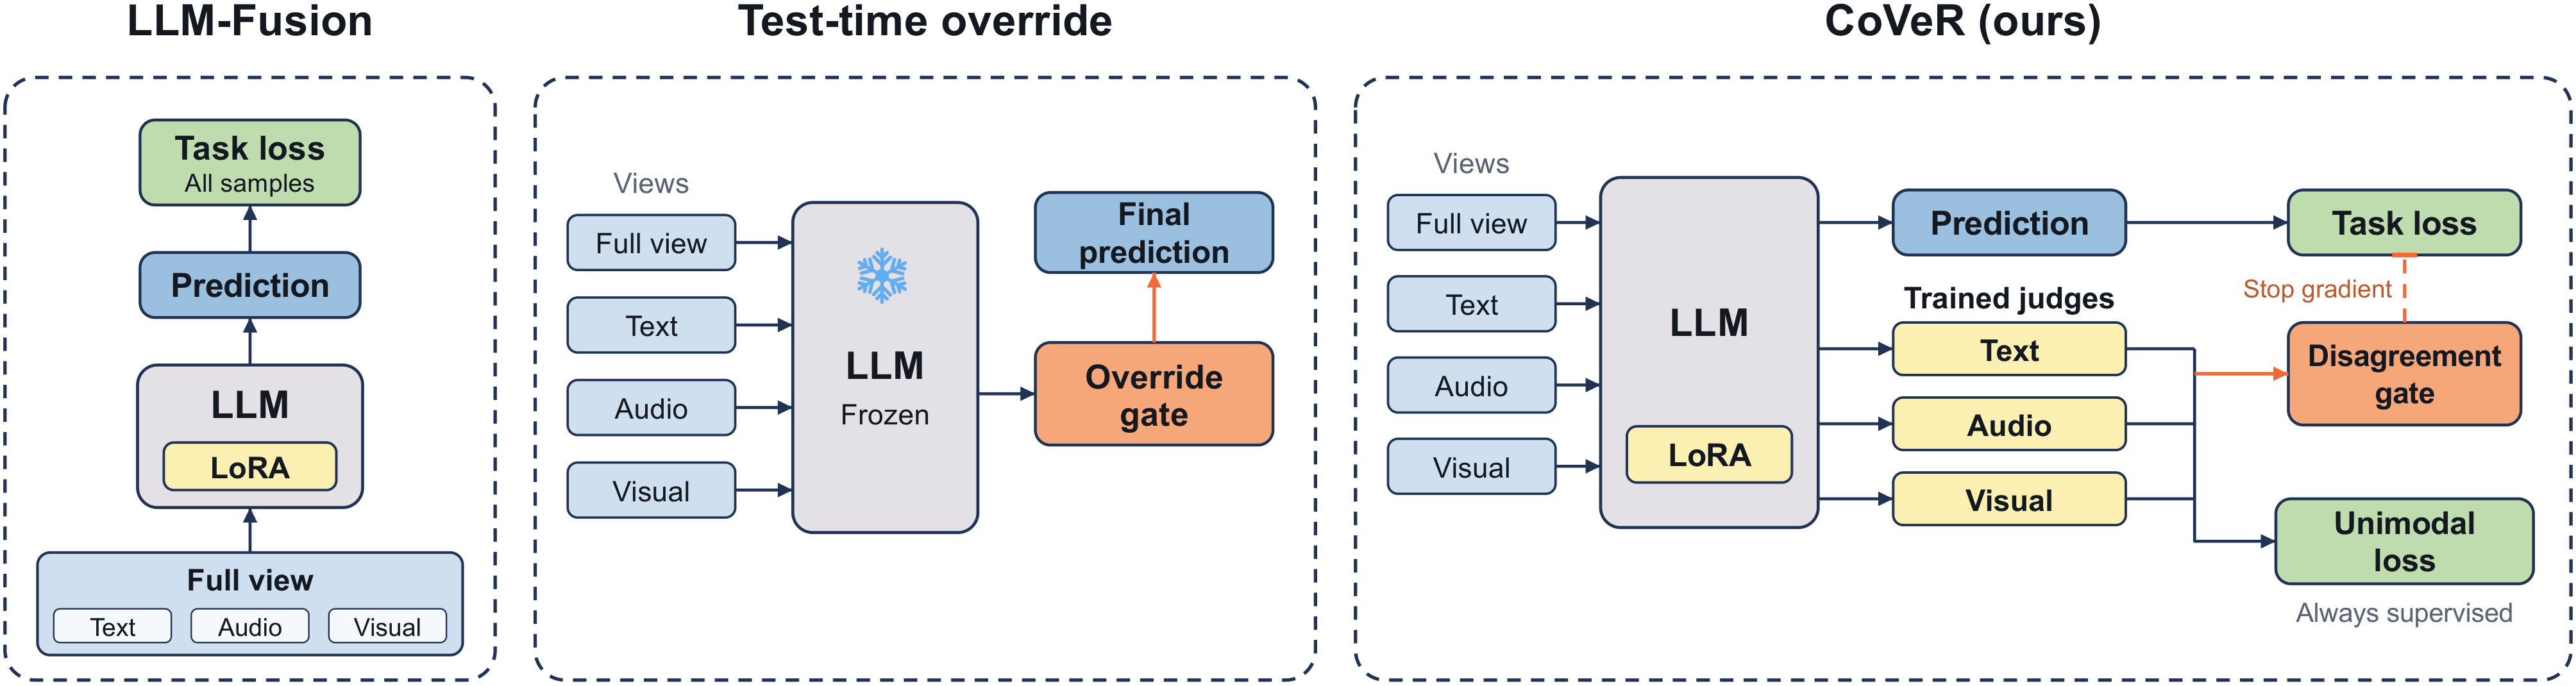 LLM-Fusion
Task loss
All samples
Prediction
LLM
LoRA
Full view
Text
Audio
Visual
Test-time override
Views
Full view
Text
Audio
Visual
LLM
Frozen
Final
prediction
Override
gate
CoVeR (ours)
Views
Full view
Text
Audio
Visual
LLM
LoRA
Prediction
Trained judges
Text
Audio
Visual
Task loss
Stop gradient
Disagreement
gate
Unimodal
loss
Always supervised